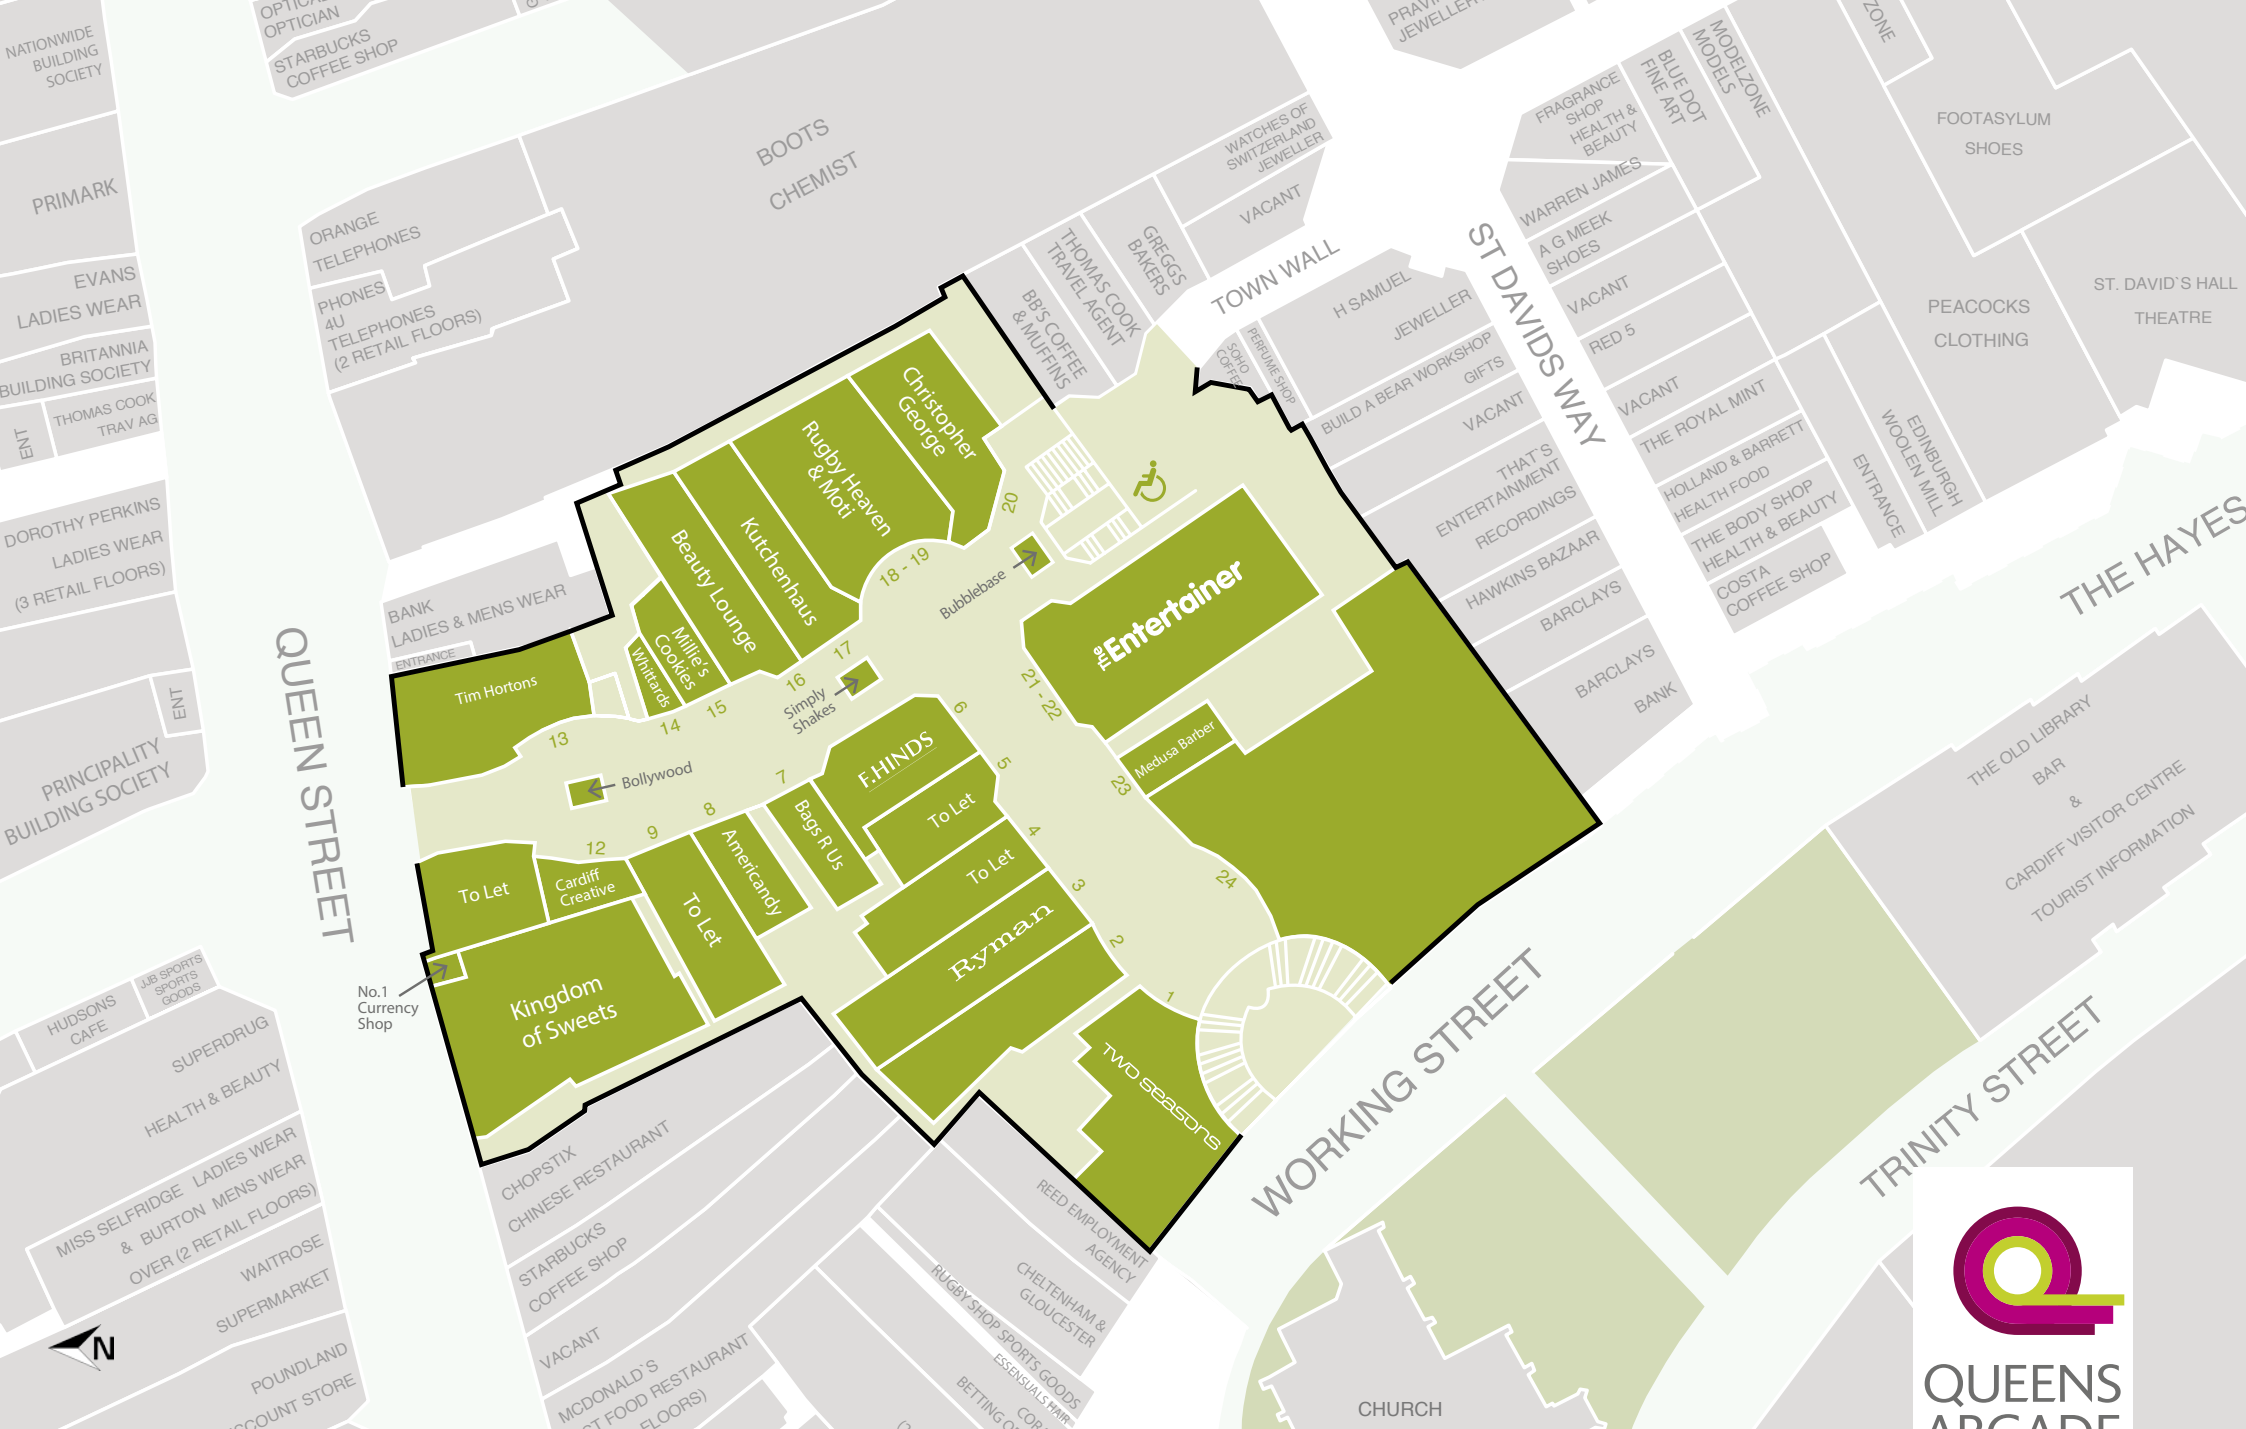 NATIONWIDE
BUILDING
SOCIETY
OPTICIAN
STARBUCKS
COFFEE SHOP
PRIMARK
EVANS
LADIES WEAR
BRITANNIA
BUILDING SOCIETY
THOMAS COOK
TRAV AG
ENT
DOROTHY PERKINS
LADIES WEAR
(3 RETAIL FLOORS)
ENT
PRINCIPALITY
BUILDING SOCIETY
ORANGE
TELEPHONES
PHONES
4U
TELEPHONES
(2 RETAIL FLOORS)
BOOTS
CHEMIST
BANK
LADIES & MENS WEAR
ENTRANCE
QUEEN STREET
WATCHES OF
SWITZERLAND
JEWELLER
VACANT
GREGGS
BAKERS
THOMAS COOK
TRAVEL AGENT
BB'S COFFEE
& MUFFINS
TOWN WALL
SOHO
COFFEE
PERFUME SHOP
H SAMUEL
JEWELLER
BUILD A BEAR WORKSHOP
GIFTS
VACANT
THAT`S
ENTERTAINMENT
RECORDINGS
HAWKINS BAZAAR
BARCLAYS
BARCLAYS
BANK
ST DAVIDS WAY
FRAGRANCE
SHOP
HEALTH &
BEAUTY
BLUE DOT
FINE ART
MODELZONE
MODELS
WARREN JAMES
A G MEEK
SHOES
VACANT
RED 5
VACANT
THE ROYAL MINT
HOLLAND & BARRETT
HEALTH FOOD
THE BODY SHOP
HEALTH & BEAUTY
COSTA
COFFEE SHOP
ENTRANCE
EDINBURGH
WOOLEN MILL
ZONE
FOOTASYLUM
SHOES
PEACOCKS
CLOTHING
ST. DAVID`S HALL
THEATRE
THE HAYES
THE OLD LIBRARY
BAR
&
CARDIFF VISITOR CENTRE
TOURIST INFORMATION
TRINITY STREET
WORKING STREET
Christopher
George
Rugby Heaven
& Moti
Kutchenhaus
Beauty Lounge
Millie's
Cookies
Whittards
Tim Hortons
20
18 - 19
17
16
15
14
13
Bubblebase
Simply
Shakes
Bollywood
the Entertainer
21 - 22
Medusa Barber
23
24
F.HINDS
6
To Let
5
To Let
4
Ryman
3
2
1
TWO SEASONS
7
Bags R Us
8
Americandy
9
To Let
12
Cardiff
Creative
To Let
No.1
Currency
Shop
Kingdom
of Sweets
HUDSONS
CAFE
JJB SPORTS
SPORTS
GOODS
SUPERDRUG
HEALTH & BEAUTY
MISS SELFRIDGE LADIES WEAR
& BURTON MENS WEAR
OVER (2 RETAIL FLOORS)
WAITROSE
SUPERMARKET
POUNDLAND
CHOPSTIX
CHINESE RESTAURANT
STARBUCKS
COFFEE SHOP
VACANT
MCDONALD`S
FOOD RESTAURANT
FLOORS)
REED EMPLOYMENT
AGENCY
CHELTENHAM &
GLOUCESTER
RUGBY SHOP SPORTS GOODS
ESSENSUALS HAIR
BETTING
CHURCH
N
QUEENS
ARCADE